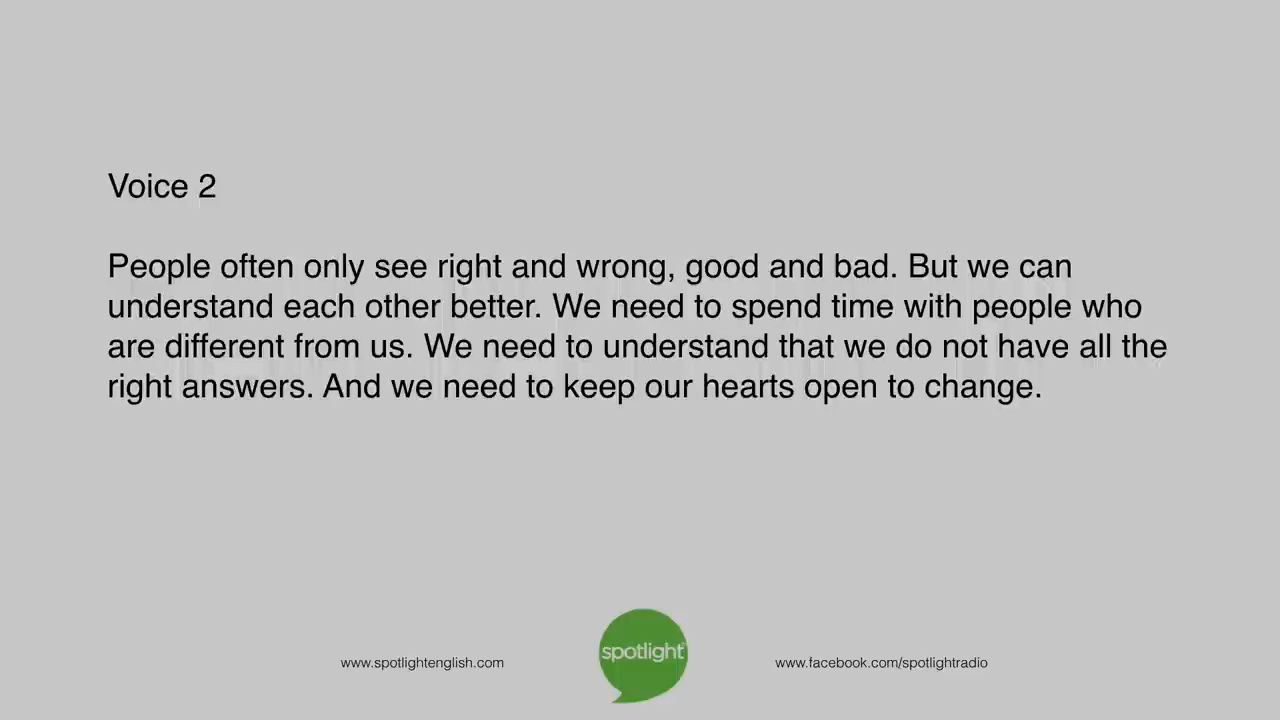 Voice 2
People often only see right and wrong, good and bad. But we can
understand each other better. We need to spend time with people who
are different from us. We need to understand that we do not have all the
right answers. And we need to keep our hearts open to change.
spotlight
www.spotlightenglish.com
www.facebook.com/spotlightradio